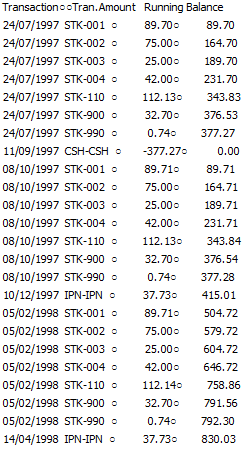 Transaction○○Tran.Amount Running Balance
24/07/1997 STK-001 ○ 89.70○ 89.70
24/07/1997 STK-002 ○ 75.00○ 164.70
24/07/1997 STK-003 ○ 25.00○ 189.70
24/07/1997 STK-004 ○ 42.00○ 231.70
24/07/1997 STK-110 ○ 112.13○ 343.83
24/07/1997 STK-900 ○ 32.70○ 376.53
24/07/1997 STK-990 ○ 0.74○ 377.27
11/09/1997 CSH-CSH ○ -377.27○ 0.00
08/10/1997 STK-001 ○ 89.71○ 89.71
08/10/1997 STK-002 ○ 75.00○ 164.71
08/10/1997 STK-003 ○ 25.00○ 189.71
08/10/1997 STK-004 ○ 42.00○ 231.71
08/10/1997 STK-110 ○ 112.13○ 343.84
08/10/1997 STK-900 ○ 32.70○ 376.54
08/10/1997 STK-990 ○ 0.74○ 377.28
10/12/1997 IPN-IPN ○ 37.73○ 415.01
05/02/1998 STK-001 ○ 89.71○ 504.72
05/02/1998 STK-002 ○ 75.00○ 579.72
05/02/1998 STK-003 ○ 25.00○ 604.72
05/02/1998 STK-004 ○ 42.00○ 646.72
05/02/1998 STK-110 ○ 112.14○ 758.86
05/02/1998 STK-900 ○ 32.70○ 791.56
05/02/1998 STK-990 ○ 0.74○ 792.30
14/04/1998 IPN-IPN ○ 37.73○ 830.03